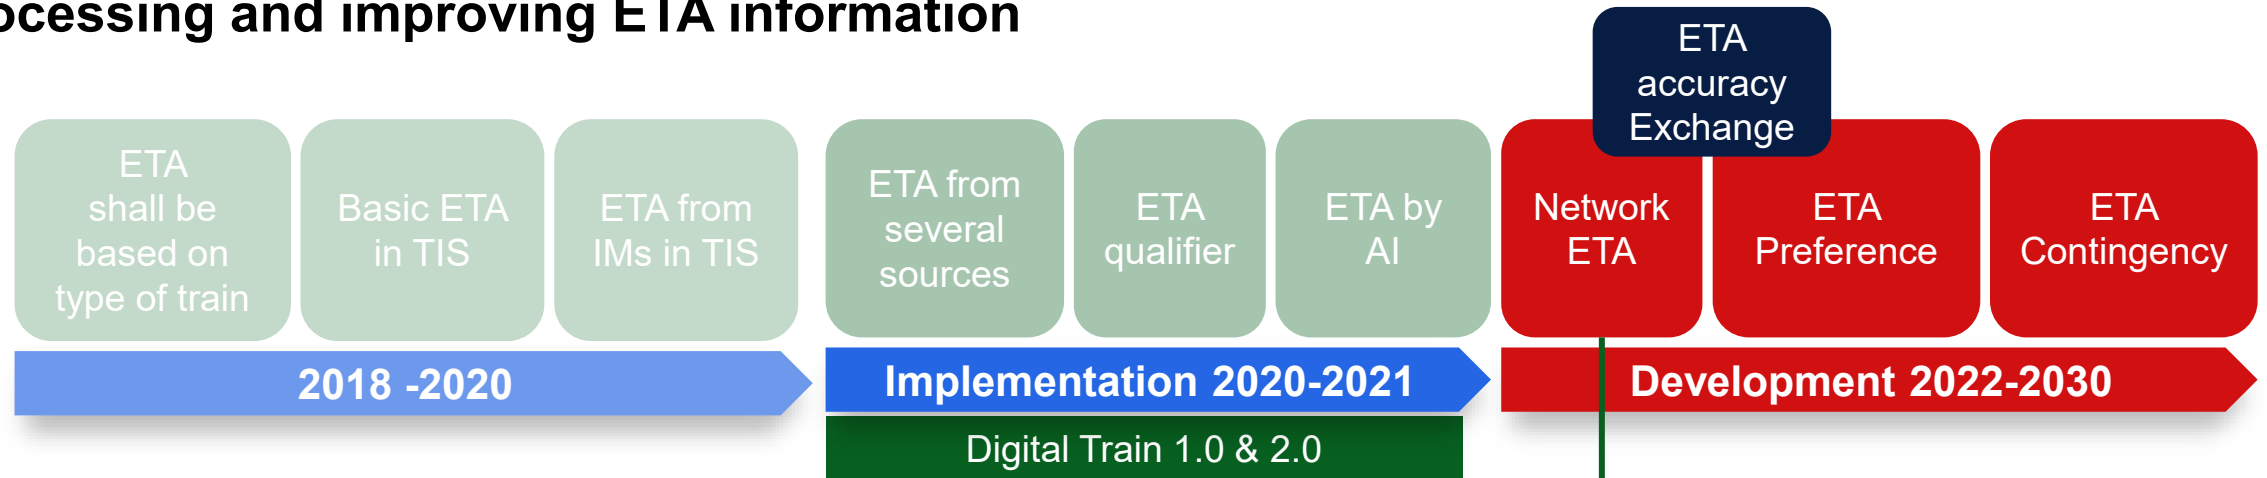 ocessing and improving ETA information
ETA
accuracy
Exchange
ETA
shall be
based on
type of train
Basic ETA
in TIS
ETA from
IMs in TIS
ETA from
several
sources
ETA
qualifier
ETA by
AI
Network
ETA
ETA
Preference
ETA
Contingency
2018 -2020
Implementation 2020-2021
Development 2022-2030
Digital Train 1.0 & 2.0